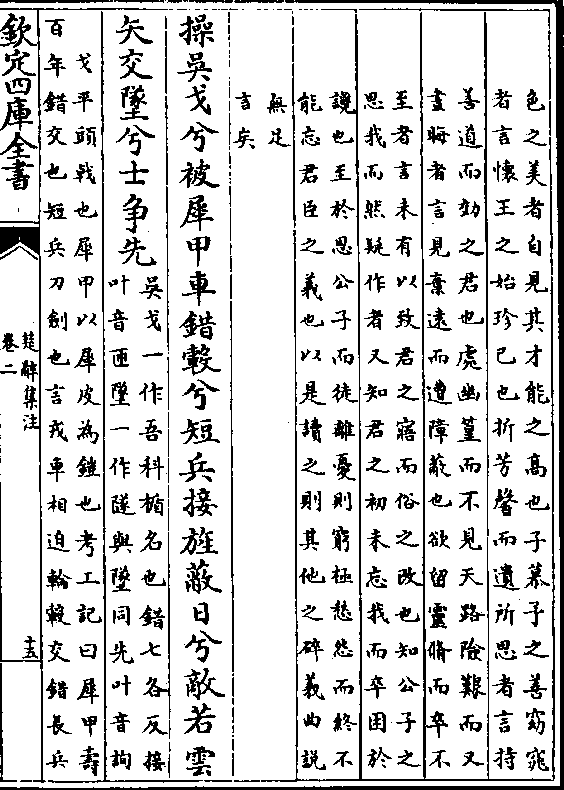 色之美者自見其才能之高也子慕予之善窈窕
者言懷王之始珍己也折芳馨而遺所思者言持
善道而効之君也處幽篁而不見天路險艱而又
晝晦者言見棄逺而遭障蔽也欲留靈脩而卒不
至者言未有以致君之寤而俗之改也知公子之
思我而然疑作者又知君之初未忘我而卒困於
讒也至於思公子而徒離憂則窮極愁怨而終不
能忘君臣之義也以是讀之則其他之碎義曲説
無足
言矣
操吳戈兮被犀甲車錯轂兮短兵接旌蔽日兮敵若雲
矢交墜兮士争先
吳戈一作吾科楯名也錯七各反接
叶音匝墜一作隧與墜同先叶音詢
戈平頭戟也犀甲以犀皮為鎧也考工記曰犀甲夀
百年錯交也短兵刀劍也言戎車相迫輪轂交錯長兵
欽定四庫全書
楚辭集注
卷二
十五